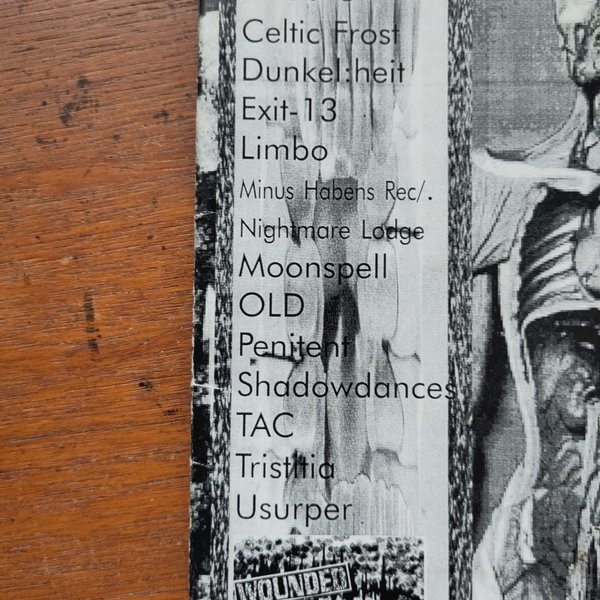 Celtic Frost
Dunkel:heit
Exit-13
Limbo
Minus Habens Rec/.
Nightmare Lodge
Moonspell
OLD
Penitent
Shadowdances
TAC
Tristitia
Usurper
WOUNDED